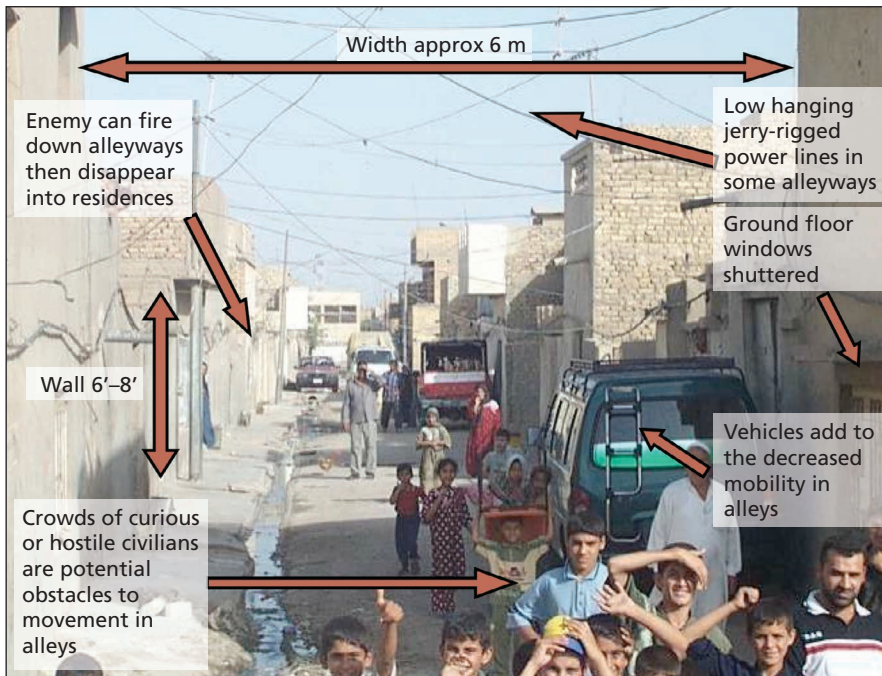 Width approx 6 m
Enemy can fire
down alleyways
then disappear
into residences
Low hanging
jerry-rigged
power lines in
some alleyways
Ground floor
windows
shuttered
Wall 6’–8’
Vehicles add to
the decreased
mobility in
alleys
Crowds of curious
or hostile civilians
are potential
obstacles to
movement in
alleys